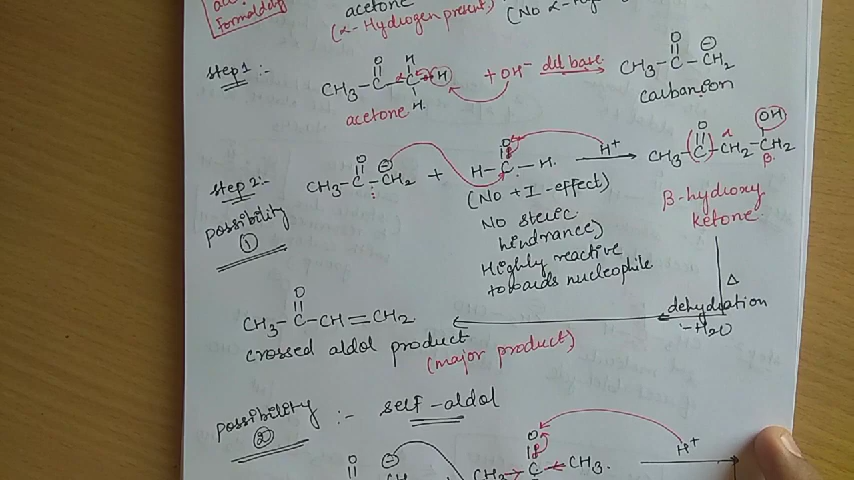 Formaldehy
acetone
(α-Hydrogen present)
(No α-Hy
Step 1 :-
O H
CH3-C-C-H
H
acetone
+ OH⁻ dil base
O ⊖
CH3-C-CH2
carbanion
Step 2:-
possibility
①
O ⊖
CH3-C-CH2 +
O
H-C-H.
H+
(No +I-effect)
No steric
hindrance)
Highly reactive
towards nucleophile
O OH
CH3-(C)-CH2-CH2
α β
β-hydroxy
ketone
Δ
dehydration
-H2O
O
CH3-C-CH=CH2
crossed aldol product
(major product)
possibility :- self-aldol
②
O ⊖
O
C CH3.
H+